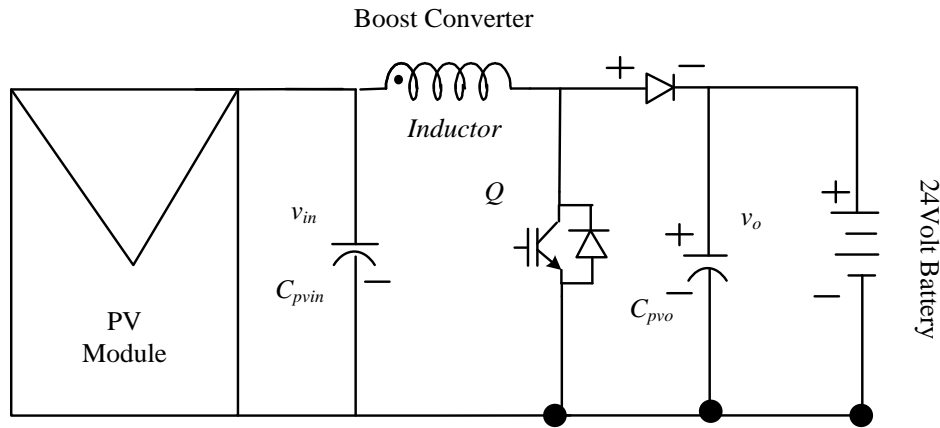 Boost Converter
Inductor
Q
v_in
C_pvin
PV
Module
v_o
C_pvo
24Volt Battery